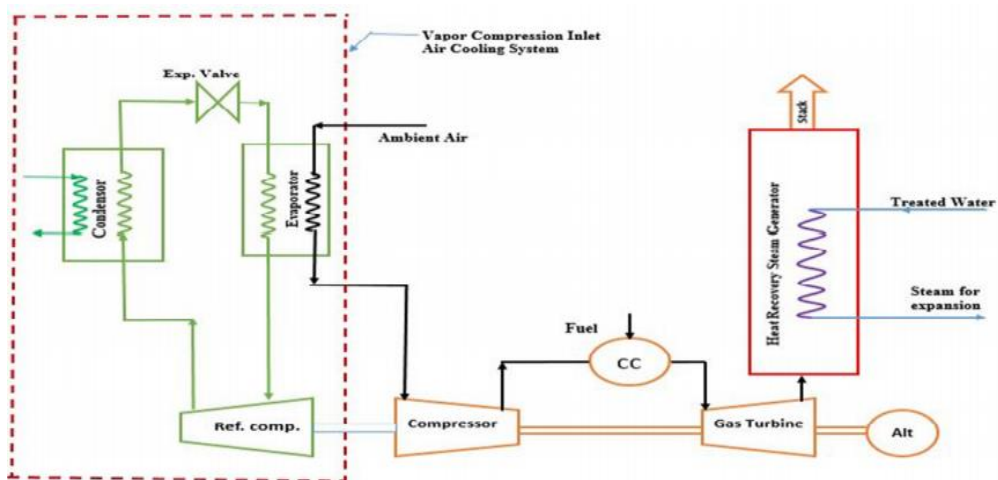 Vapor Compression Inlet
Air Cooling System
Exp. Valve
Ambient Air
Condensor
Evaporator
Stack
Heat Recovery Steam Generator
Treated Water
Steam for
expansion
Fuel
CC
Ref. comp.
Compressor
Gas Turbine
Alt